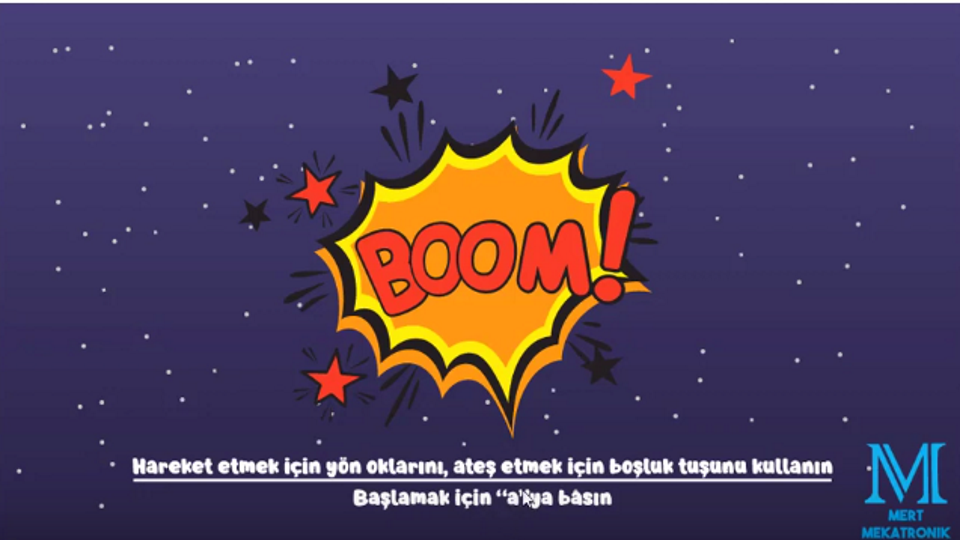 BOOM!
Hareket etmek için yön oklarını, ateş etmek için boşluk tuşunu kullanın
Başlamak için “a”ya basın
MERT
MEKATRONIK